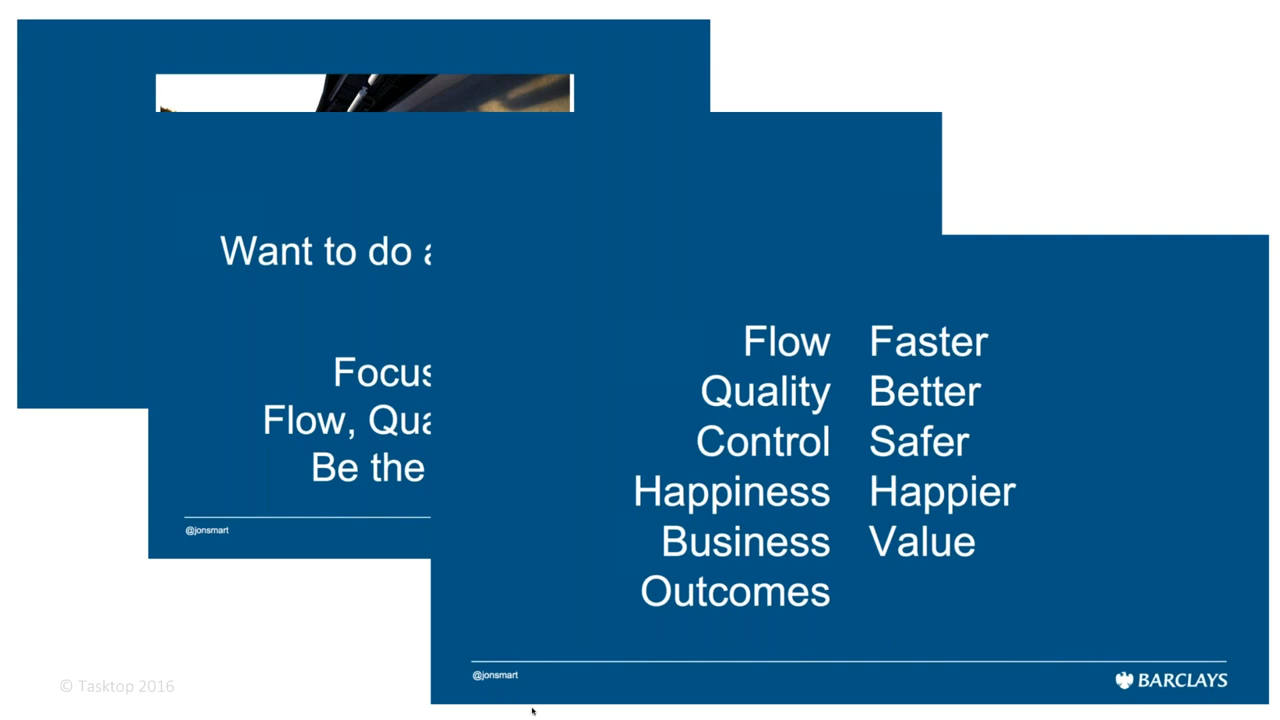 Want to do
Focus
Flow,
Be the
@jonsmart
Flow Faster
Quality Better
Control Safer
Happiness Happier
Business Value
Outcomes
@jonsmart
BARCLAYS
© Tasktop 2016